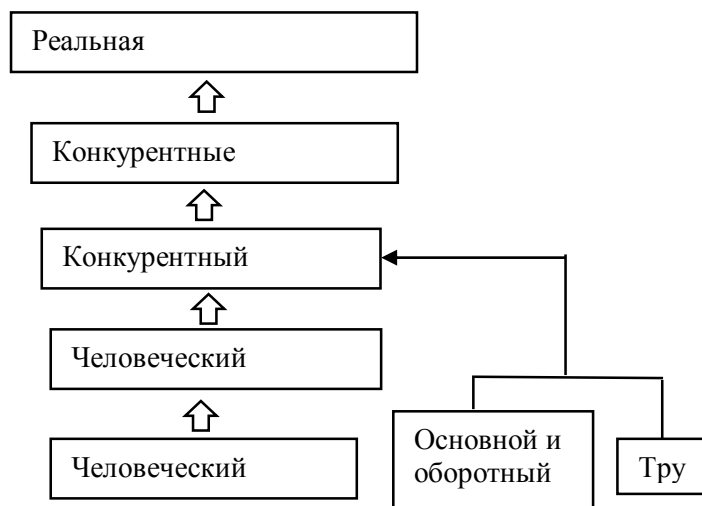 Реальная
Конкурентные
Конкурентный
Человеческий
Человеческий
Основной и
оборотный
Тру